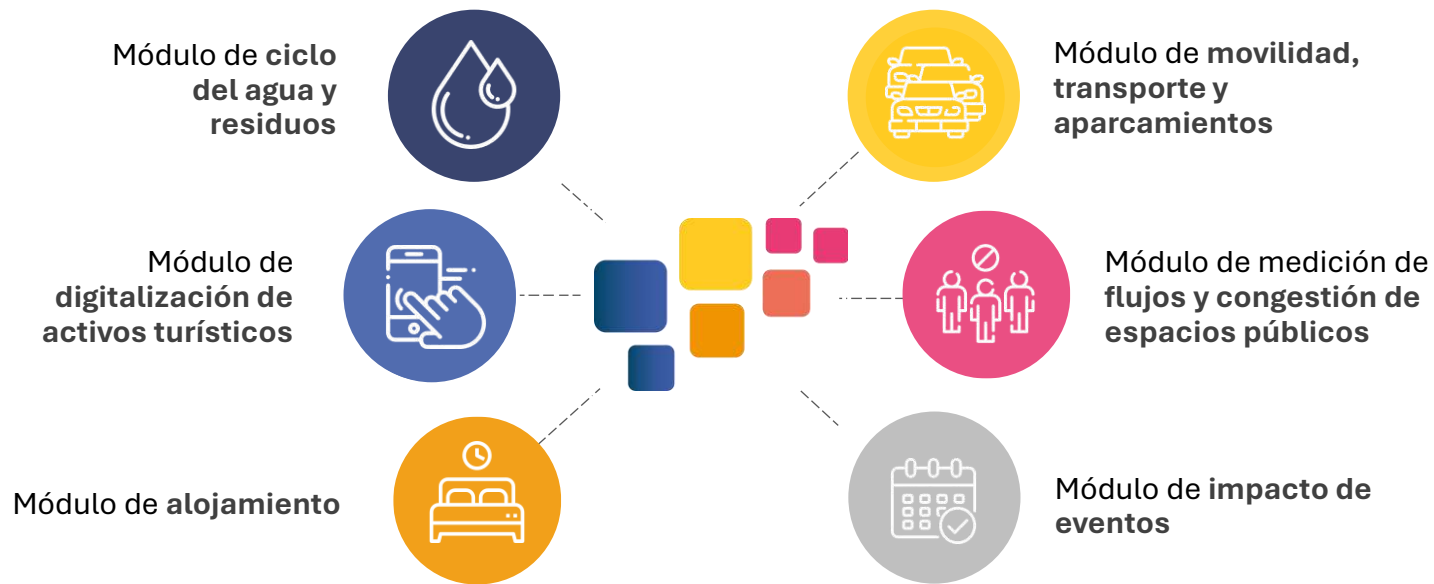 Módulo de ciclo
del agua y
residuos
Módulo de movilidad,
transporte y
aparcamientos
Módulo de
digitalización de
activos turísticos
Módulo de medición de
flujos y congestión de
espacios públicos
Módulo de alojamiento
Módulo de impacto de
eventos